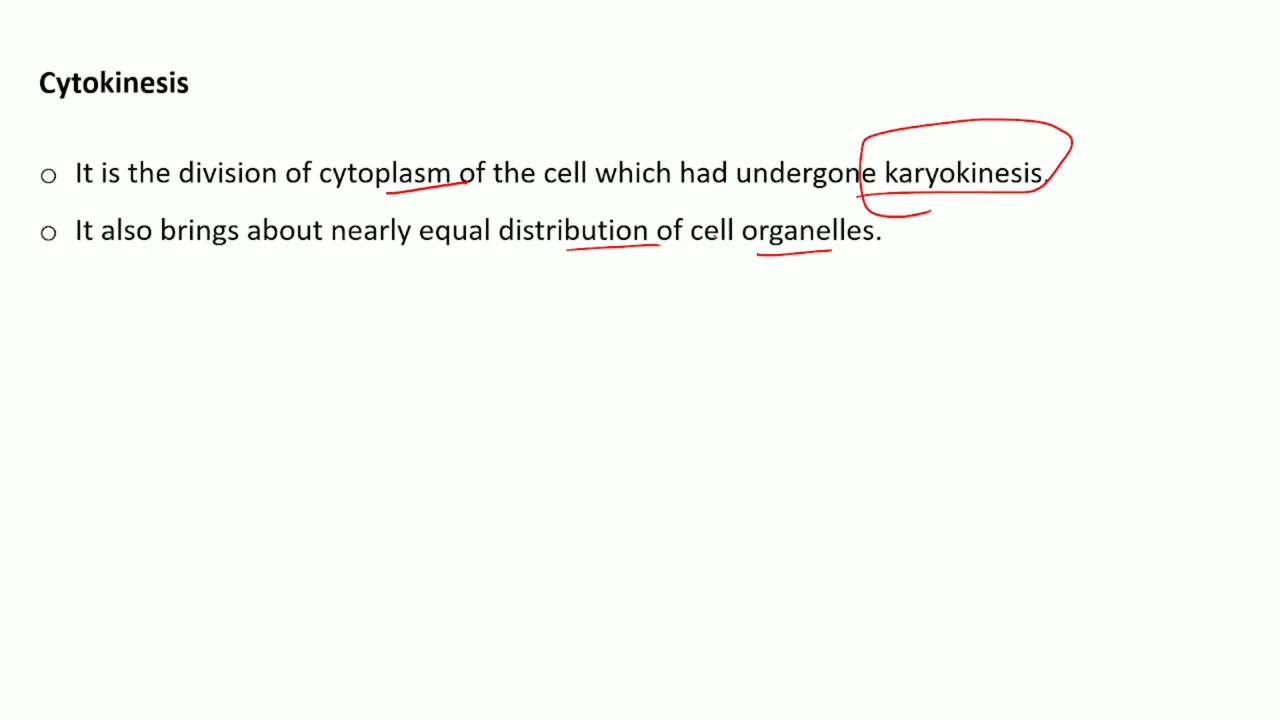 Cytokinesis
o It is the division of cytoplasm of the cell which had undergone karyokinesis.
o It also brings about nearly equal distribution of cell organelles.